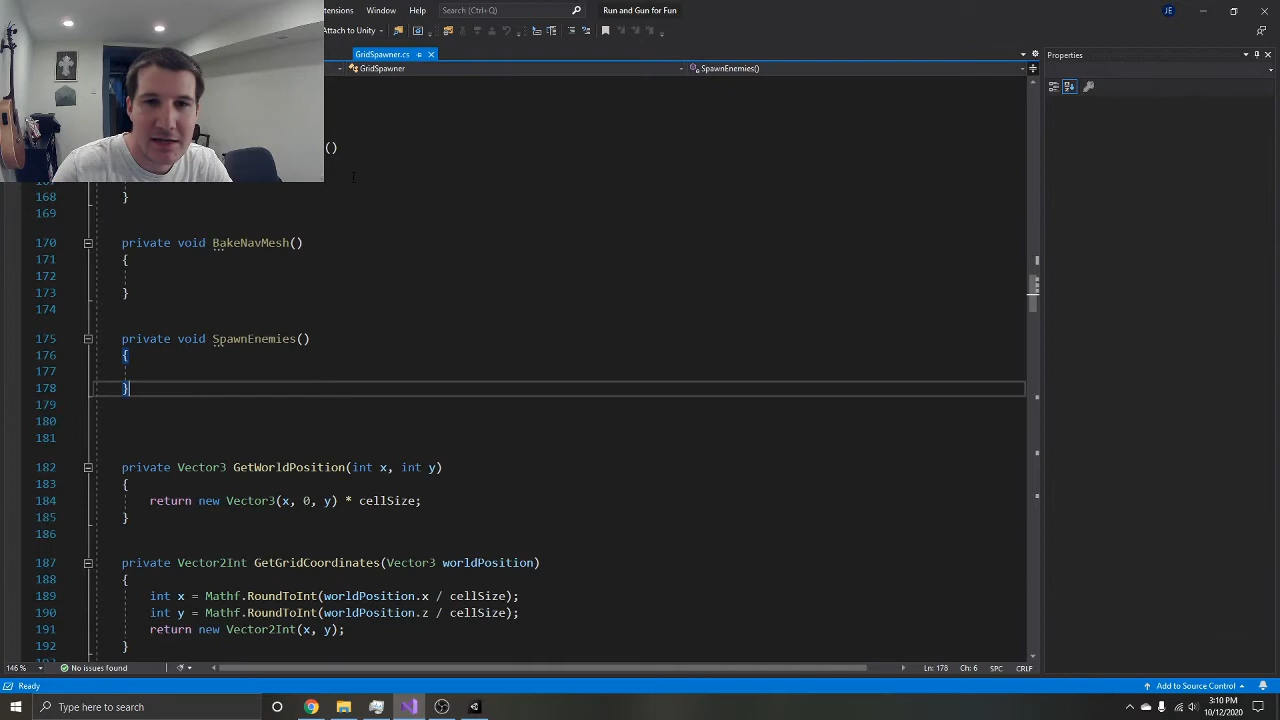 ensions Window Help Search (Ctrl+Q) Run and Gun for Fun JE
Attach to Unity
GridSpawner.cs
GridSpawner SpawnEnemies()
Properties
()
168 }
169
170 private void BakeNavMesh()
171 {
172
173 }
174
175 private void SpawnEnemies()
176 {
177
178 }
179
180
181
182 private Vector3 GetWorldPosition(int x, int y)
183 {
184 return new Vector3(x, 0, y) * cellSize;
185 }
186
187 private Vector2Int GetGridCoordinates(Vector3 worldPosition)
188 {
189 int x = Mathf.RoundToInt(worldPosition.x / cellSize);
190 int y = Mathf.RoundToInt(worldPosition.z / cellSize);
191 return new Vector2Int(x, y);
192 }
146 % No issues found Ln: 178 Ch: 6 SPC CRLF
Ready Add to Source Control
Type here to search 3:10 PM
10/12/2020